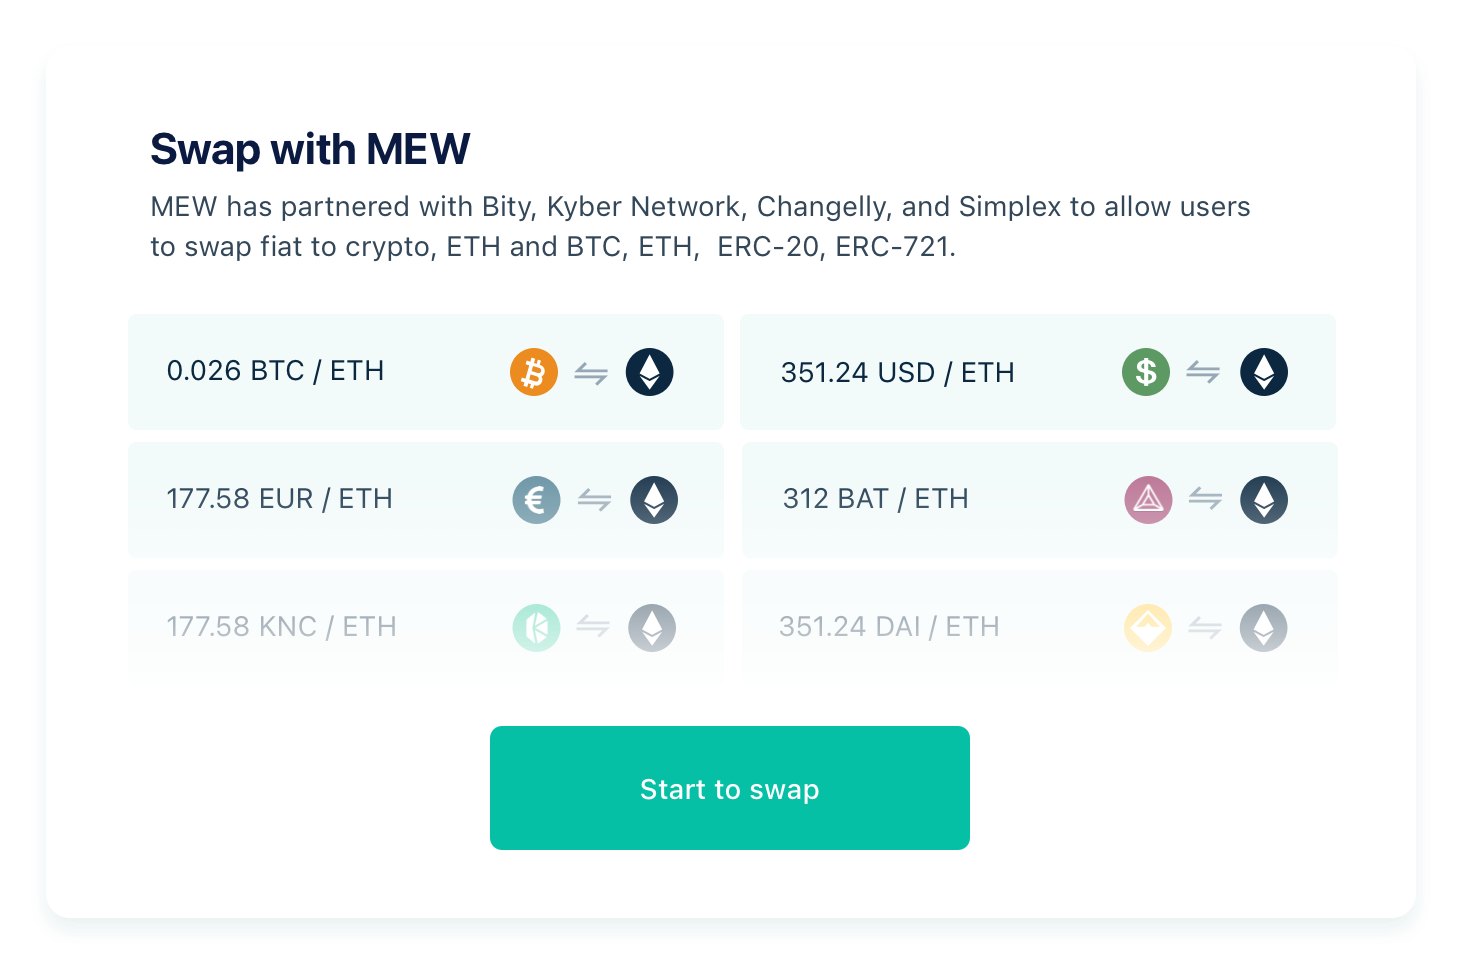 Swap with MEW
MEW has partnered with Bity, Kyber Network, Changelly, and Simplex to allow users
to swap fiat to crypto, ETH and BTC, ETH,  ERC-20, ERC-721.
0.026 BTC / ETH
351.24 USD / ETH
177.58 EUR / ETH
312 BAT / ETH
177.58 KNC / ETH
351.24 DAI / ETH
Start to swap